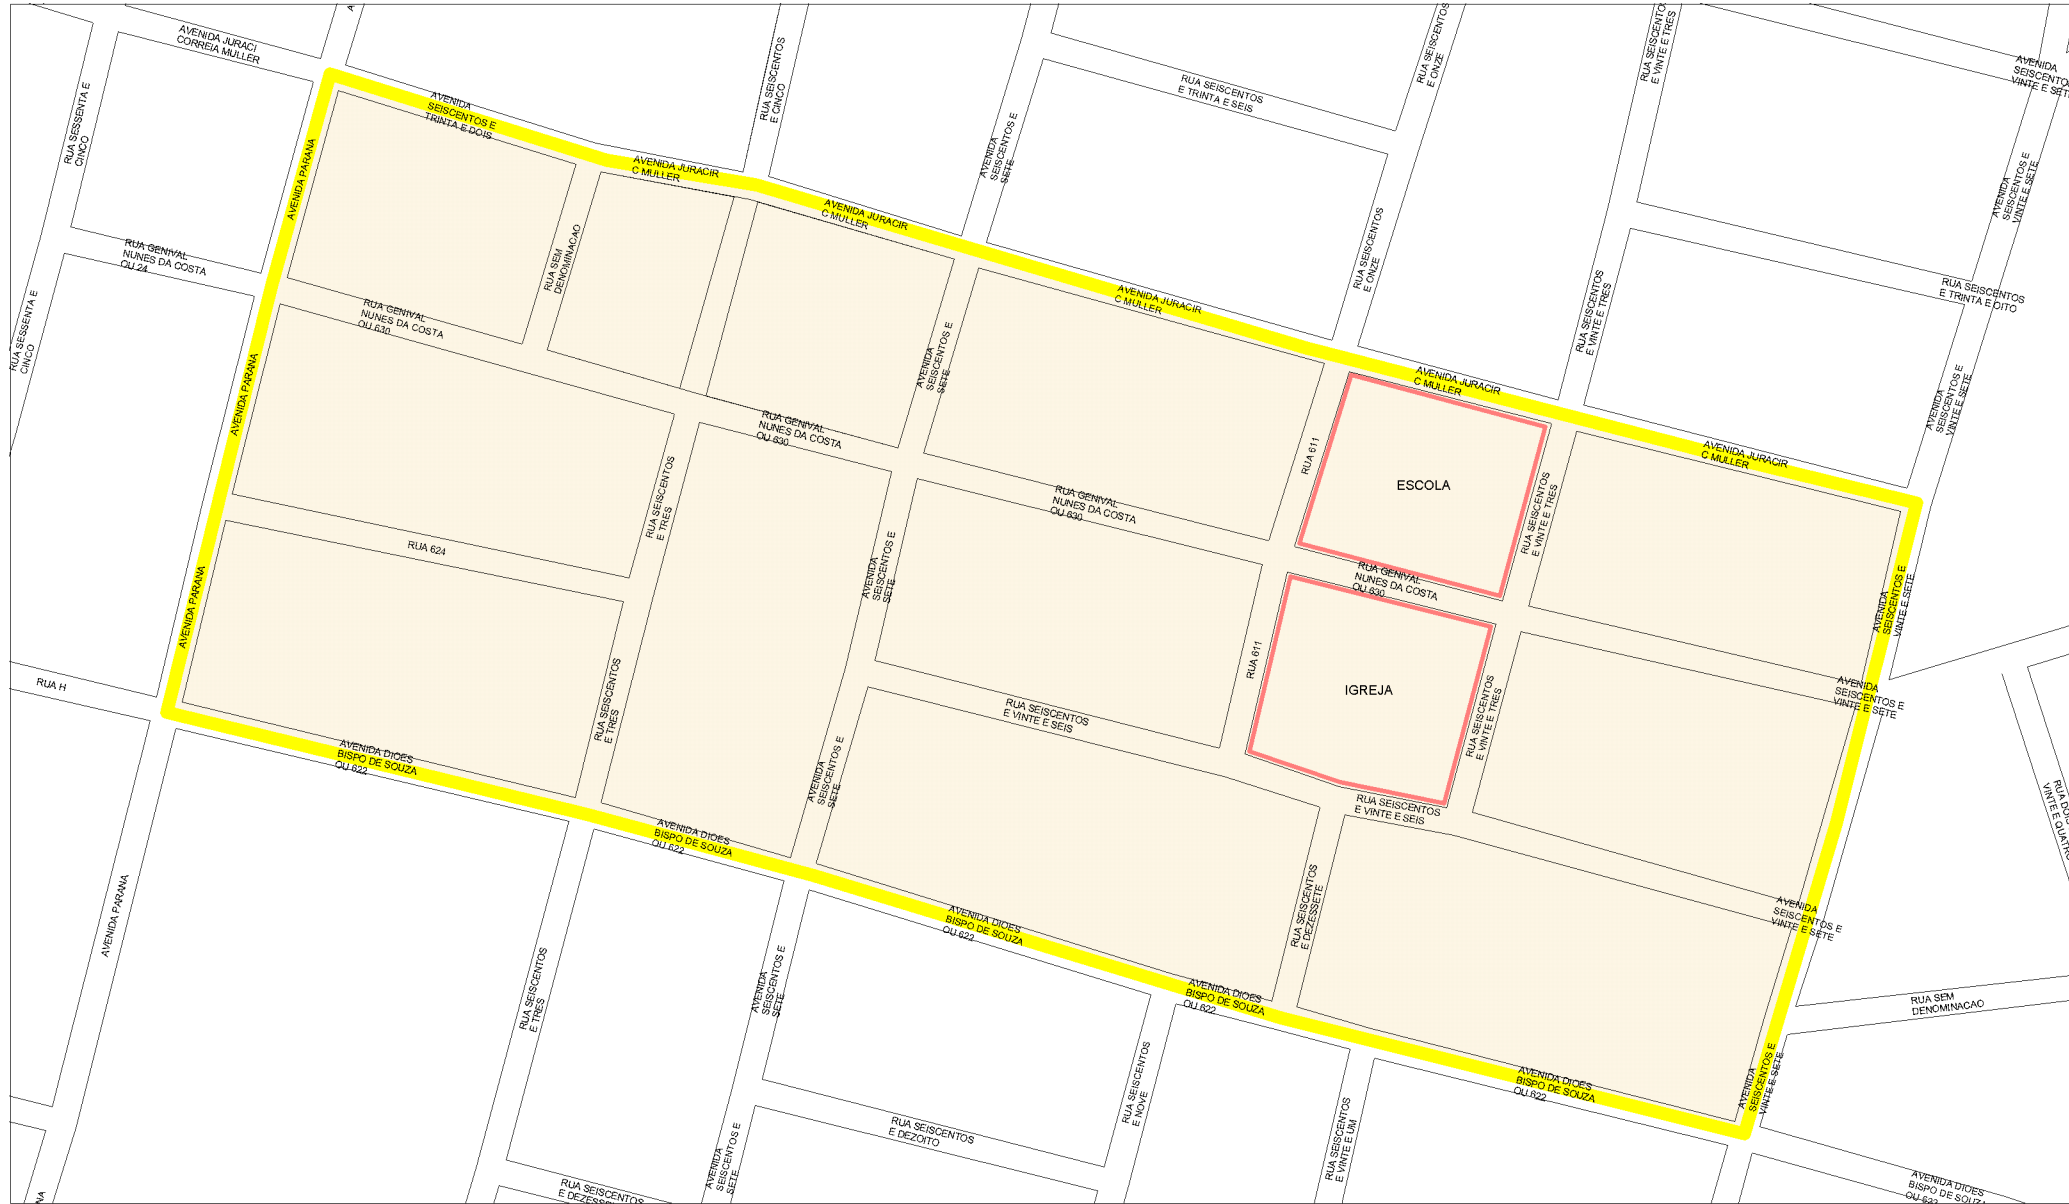 AVENIDA JURACI
CORREIA MULLER
RUA SEISCENTOS
E CINCO
RUA SEISCENTOS
E TRINTA E SEIS
RUA SEISCENTOS
E ONZE
RUA SEISCENTOS
E VINTE E TRES
AVENIDA
SEISCENTOS
VINTE E SETE
RUA SESSENTA E
CINCO
AVENIDA
SEISCENTOS E
TRINTA E DOIS
AVENIDA PARANA
AVENIDA JURACIR
C MULLER
AVENIDA
SEISCENTOS E
SETE
AVENIDA JURACIR
C MULLER
AVENIDA
SEISCENTOS E
VINTE E SETE
RUA GENIVAL
NUNES DA COSTA
OU 24
RUA SEM
DENOMINACAO
RUA SEISCENTOS
E ONZE
RUA SEISCENTOS
E TRINTA E OITO
RUA SESSENTA E
CINCO
RUA GENIVAL
NUNES DA COSTA
OU 630
AVENIDA JURACIR
C MULLER
RUA SEISCENTOS
E VINTE E TRES
AVENIDA PARANA
AVENIDA
SEISCENTOS E
SETE
AVENIDA JURACIR
C MULLER
AVENIDA
SEISCENTOS E
VINTE E SETE
RUA GENIVAL
NUNES DA COSTA
OU 630
RUA 611
ESCOLA
AVENIDA JURACIR
C MULLER
RUA SEISCENTOS
E TRES
RUA GENIVAL
NUNES DA COSTA
OU 630
RUA SEISCENTOS
E VINTE E TRES
RUA 624
AVENIDA
SEISCENTOS E
SETE
RUA GENIVAL
NUNES DA COSTA
OU 630
AVENIDA
SEISCENTOS E
VINTE E SETE
AVENIDA PARANA
RUA H
RUA SEISCENTOS
E TRES
RUA 611
IGREJA
RUA SEISCENTOS
E VINTE E TRES
AVENIDA
SEISCENTOS E
VINTE E SETE
RUA SEISCENTOS
E VINTE E SEIS
AVENIDA DIOES
BISPO DE SOUZA
OU 622
AVENIDA
SEISCENTOS E
SETE
RUA SEISCENTOS
E VINTE E SEIS
VINTE E QUATRO
AVENIDA DIOES
BISPO DE SOUZA
OU 622
AVENIDA PARANA
AVENIDA DIOES
BISPO DE SOUZA
OU 622
RUA SEISCENTOS
E DEZESSETE
AVENIDA
SEISCENTOS E
VINTE E SETE
RUA SEISCENTOS
E TRES
AVENIDA
SEISCENTOS E
SETE
AVENIDA DIOES
BISPO DE SOUZA
OU 622
RUA SEM
DENOMINACAO
RUA SEISCENTOS
E NOVE
AVENIDA DIOES
BISPO DE SOUZA
OU 622
AVENIDA
SEISCENTOS E
VINTE E SETE
RUA SEISCENTOS
E DEZOITO
AVENIDA
SEISCENTOS E
SETE
RUA SEISCENTOS
E VINTE E UM
RUA SEISCENTOS
AVENIDA DIOES
BISPO DE SOUZA